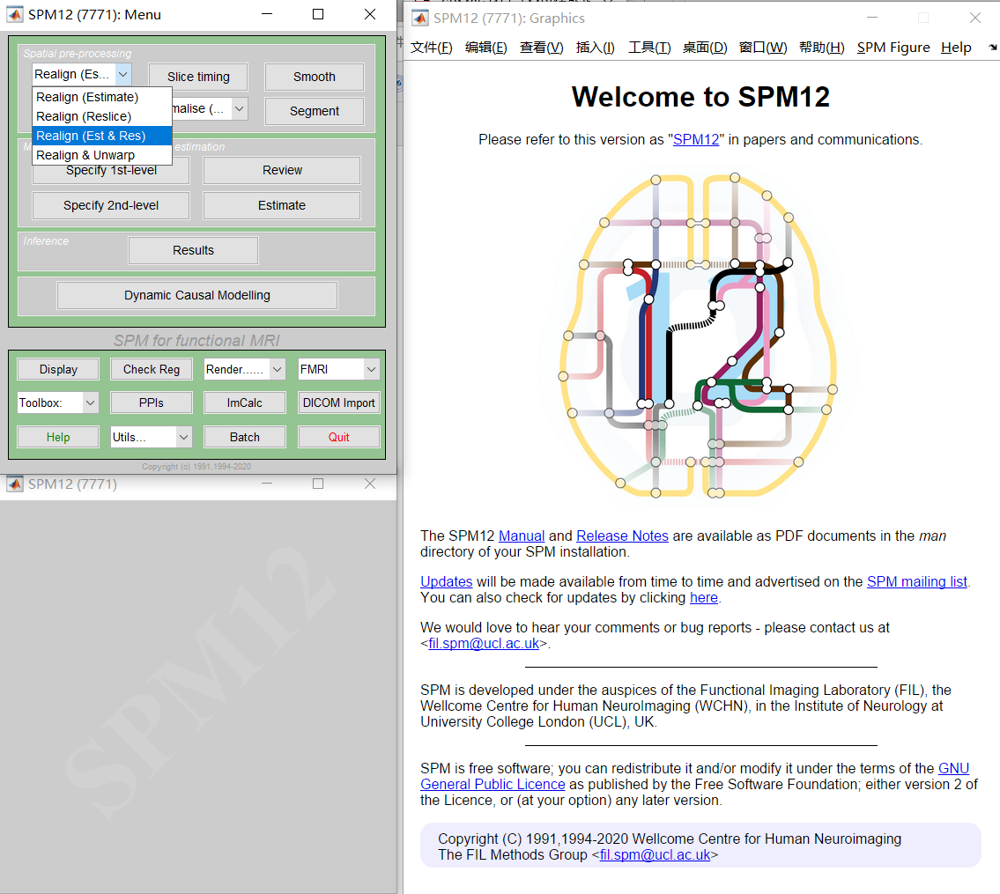 SPM12 (7771): Menu
Spatial pre-processing
Realign (Es...
Slice timing
Smooth
Realign (Estimate)
Realign (Reslice)
Realign (Est & Res)
Realign & Unwarp
malise (...
Segment
M
estimation
Specify 1st-level
Review
Specify 2nd-level
Estimate
Inference
Results
Dynamic Causal Modelling
SPM for functional MRI
Display
Check Reg
Render......
FMRI
Toolbox:
PPIs
ImCalc
DICOM Import
Help
Utils...
Batch
Quit
Copyright (c) 1991,1994-2020
SPM12 (7771)
SPM12
SPM12 (7771): Graphics
文件(F) 编辑(E) 查看(V) 插入(I) 工具(T) 桌面(D) 窗口(W) 帮助(H) SPM Figure Help
Welcome to SPM12
Please refer to this version as "SPM12" in papers and communications.
12
The SPM12 Manual and Release Notes are available as PDF documents in the man
directory of your SPM installation.
Updates will be made available from time to time and advertised on the SPM mailing list.
You can also check for updates by clicking here.
We would love to hear your comments or bug reports - please contact us at
<fil.spm@ucl.ac.uk>.
SPM is developed under the auspices of the Functional Imaging Laboratory (FIL), the
Wellcome Centre for Human NeuroImaging (WCHN), in the Institute of Neurology at
University College London (UCL), UK.
SPM is free software; you can redistribute it and/or modify it under the terms of the GNU
General Public Licence as published by the Free Software Foundation; either version 2 of
the Licence, or (at your option) any later version.
Copyright (C) 1991,1994-2020 Wellcome Centre for Human Neuroimaging
The FIL Methods Group <fil.spm@ucl.ac.uk>